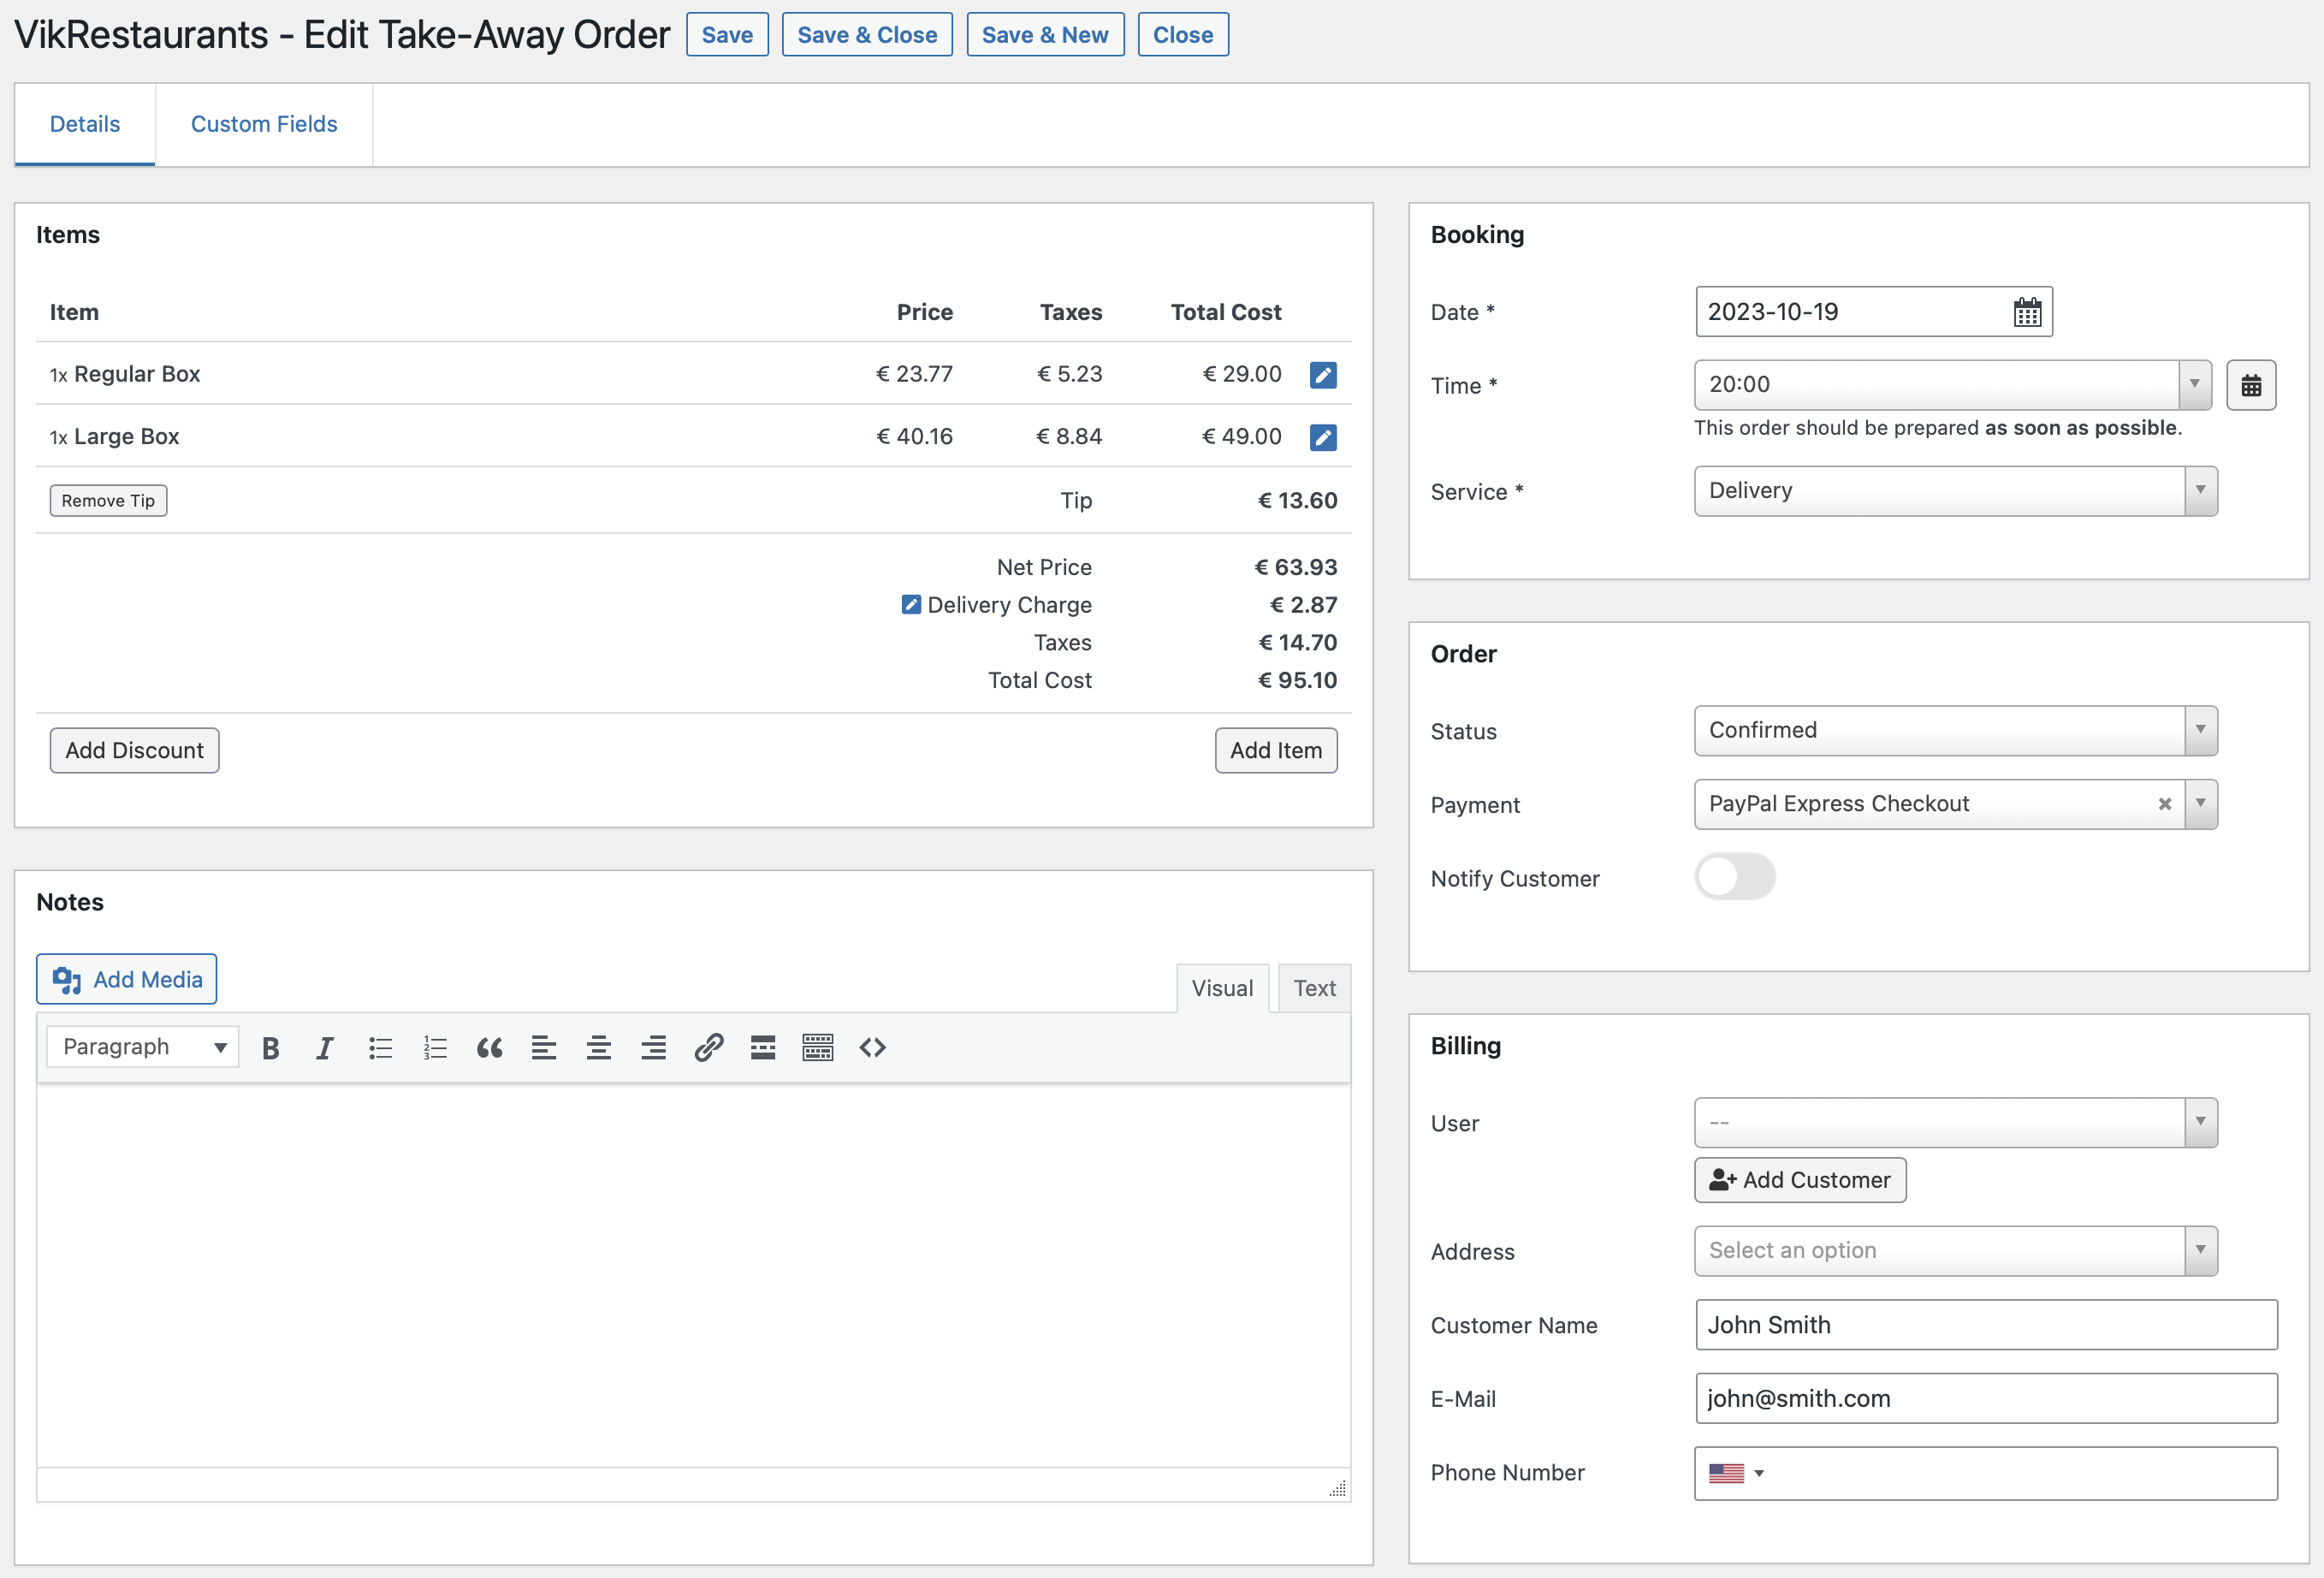 VikRestaurants - Edit Take-Away Order Save Save & Close Save & New Close
Details Custom Fields
Items
Item Price Taxes Total Cost
1x Regular Box € 23.77 € 5.23 € 29.00
1x Large Box € 40.16 € 8.84 € 49.00
Remove Tip Tip € 13.60
Net Price € 63.93
Delivery Charge € 2.87
Taxes € 14.70
Total Cost € 95.10
Add Discount Add Item
Notes
Add Media Visual Text
Paragraph
Booking
Date * 2023-10-19
Time * 20:00
This order should be prepared as soon as possible.
Service * Delivery
Order
Status Confirmed
Payment PayPal Express Checkout
Notify Customer
Billing
User --
Add Customer
Address Select an option
Customer Name John Smith
E-Mail john@smith.com
Phone Number